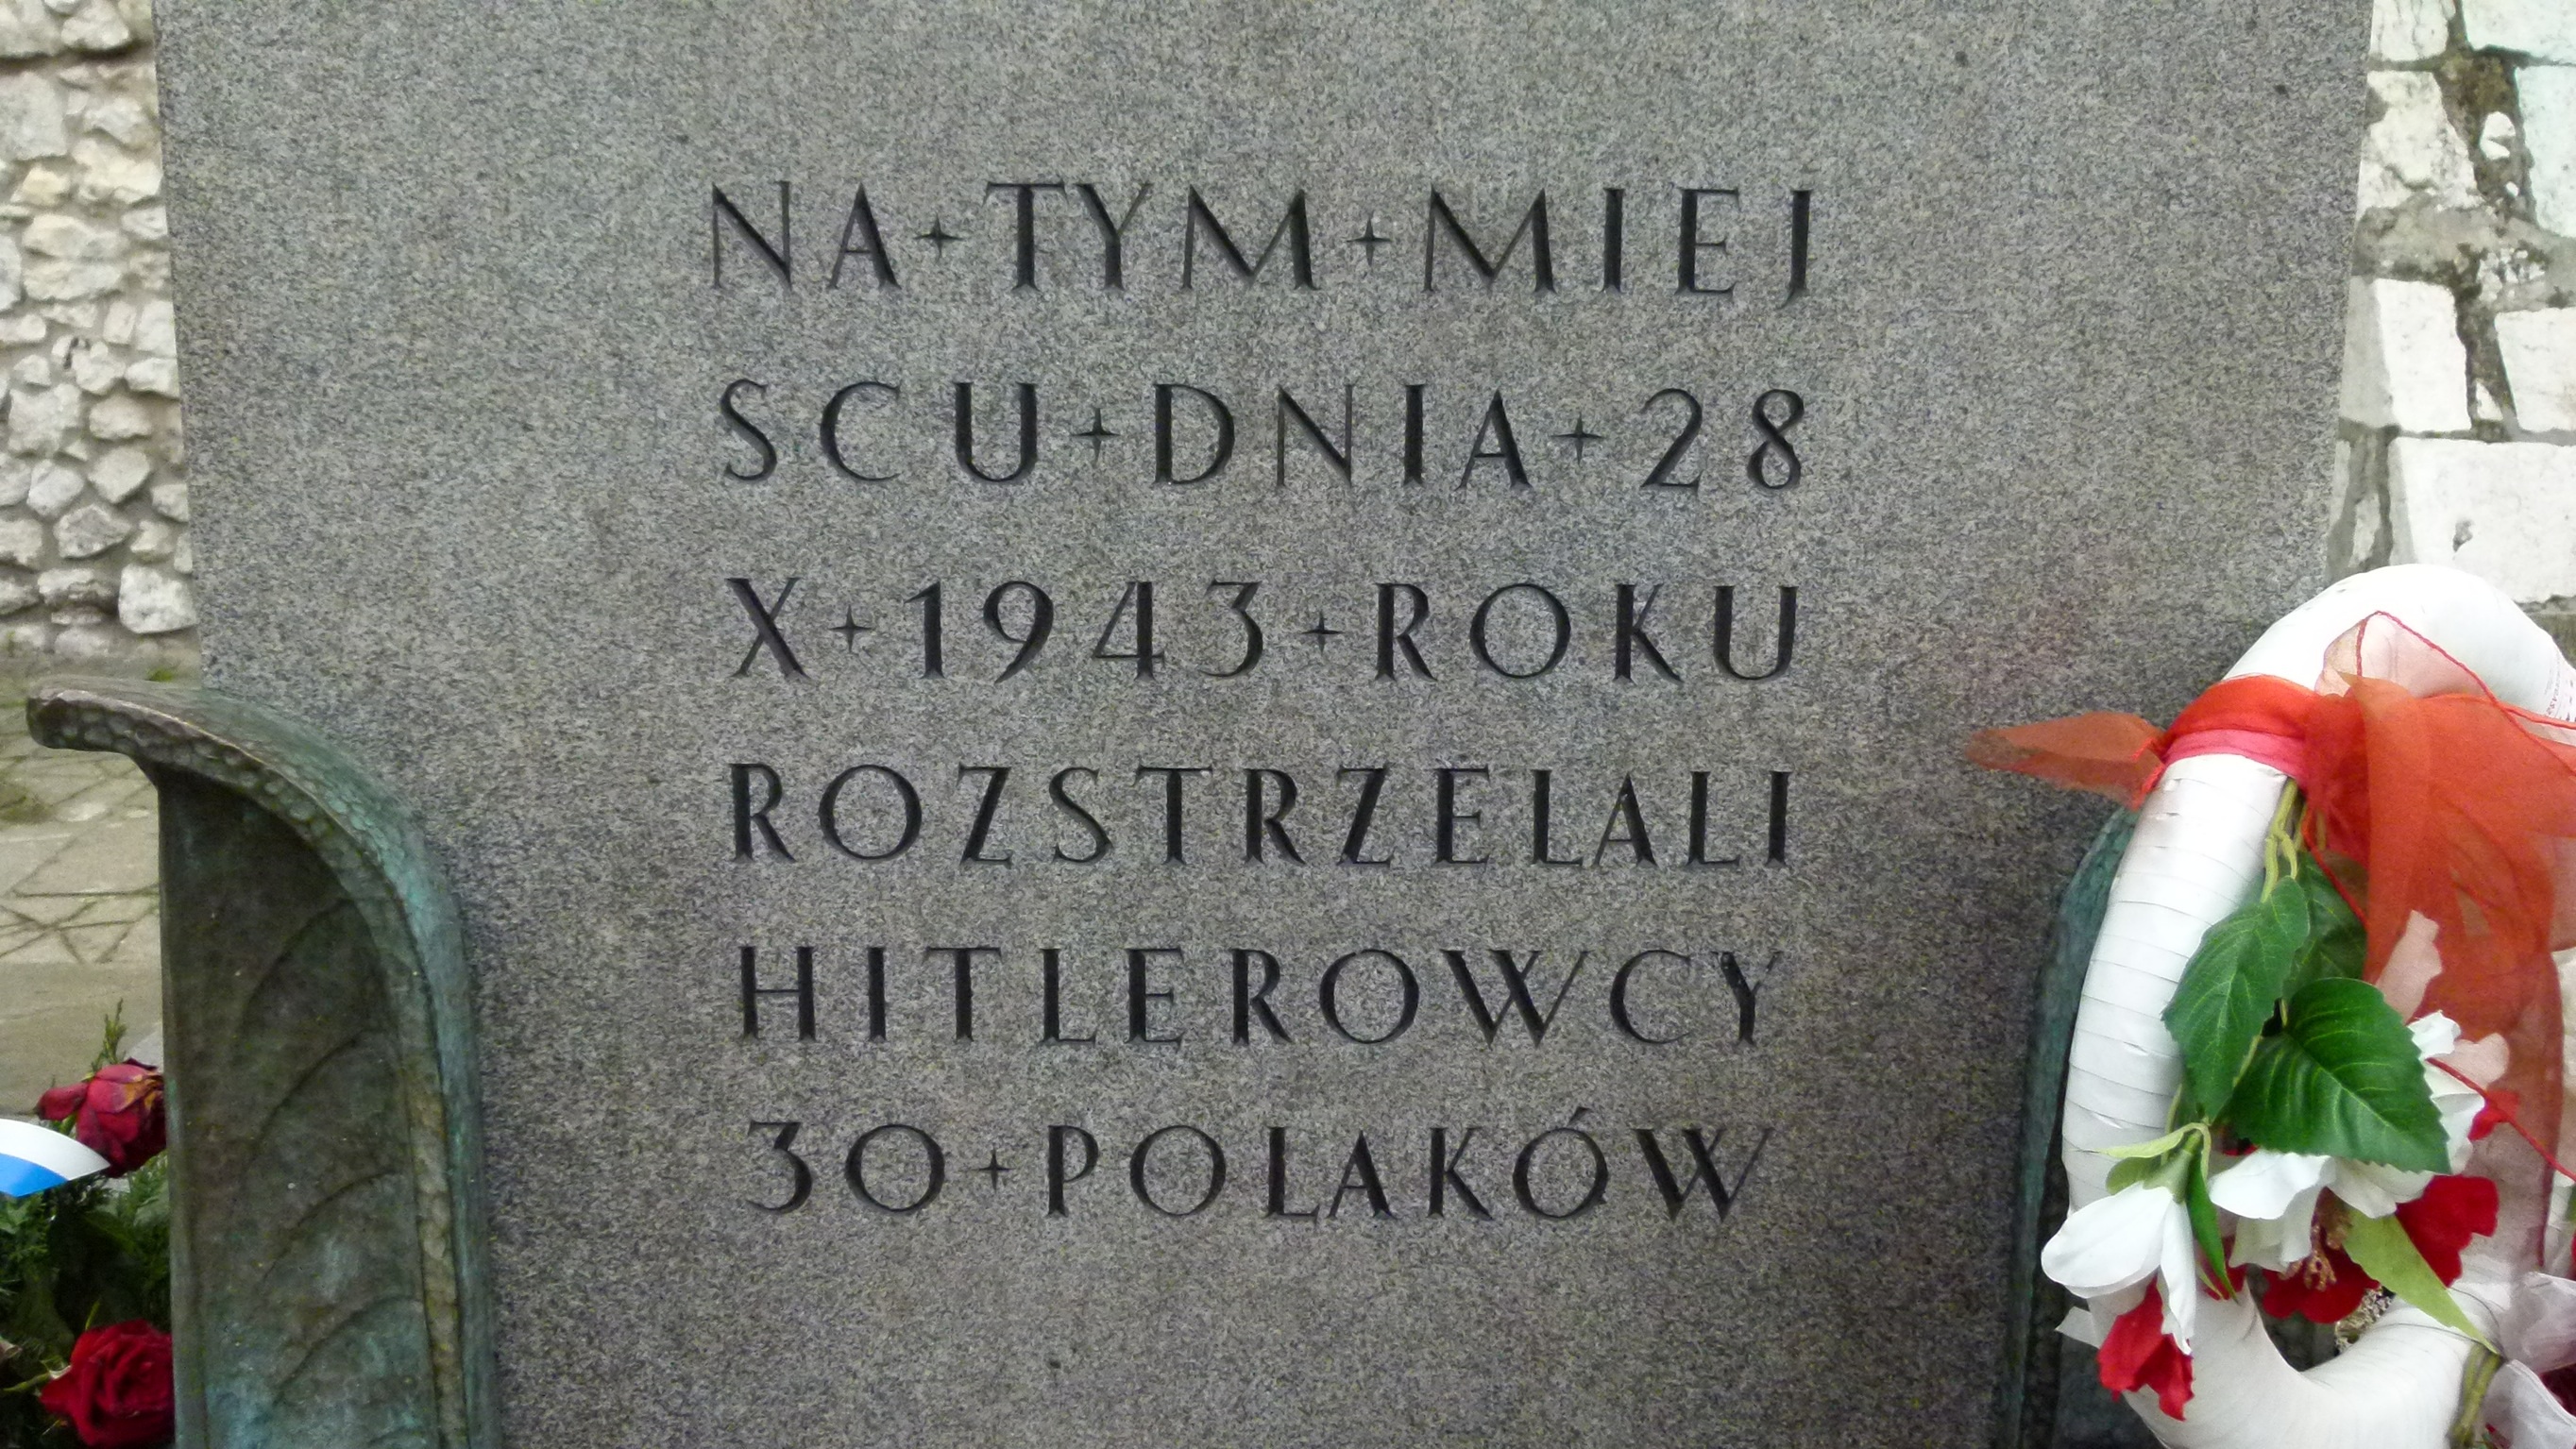 NA+TYM+MIEJ
SCU+DNIA+28
X+1943+ROKU
ROZSTRZELALI
HITLEROWCY
30+POLAKÓW